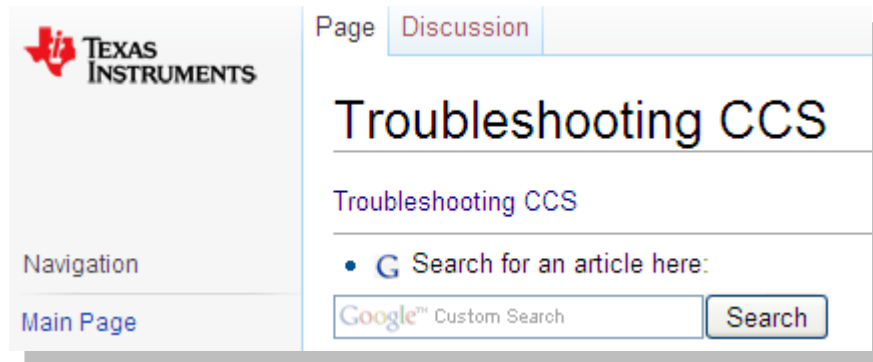 TEXAS
INSTRUMENTS
Page Discussion
Troubleshooting CCS
Troubleshooting CCS
Navigation
Main Page
• G Search for an article here:
Google™ Custom Search Search